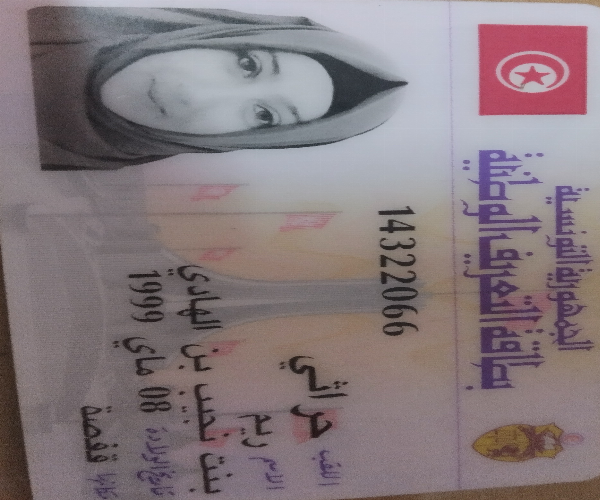 الجمهورية التونسية
بطاقة التعريف الوطنية
14322066
اللقب حراثي
الاسم ريم
بنت نجيب بن الهادي
تاريخ الولادة 08 ماي 1999
مكانها قفصة